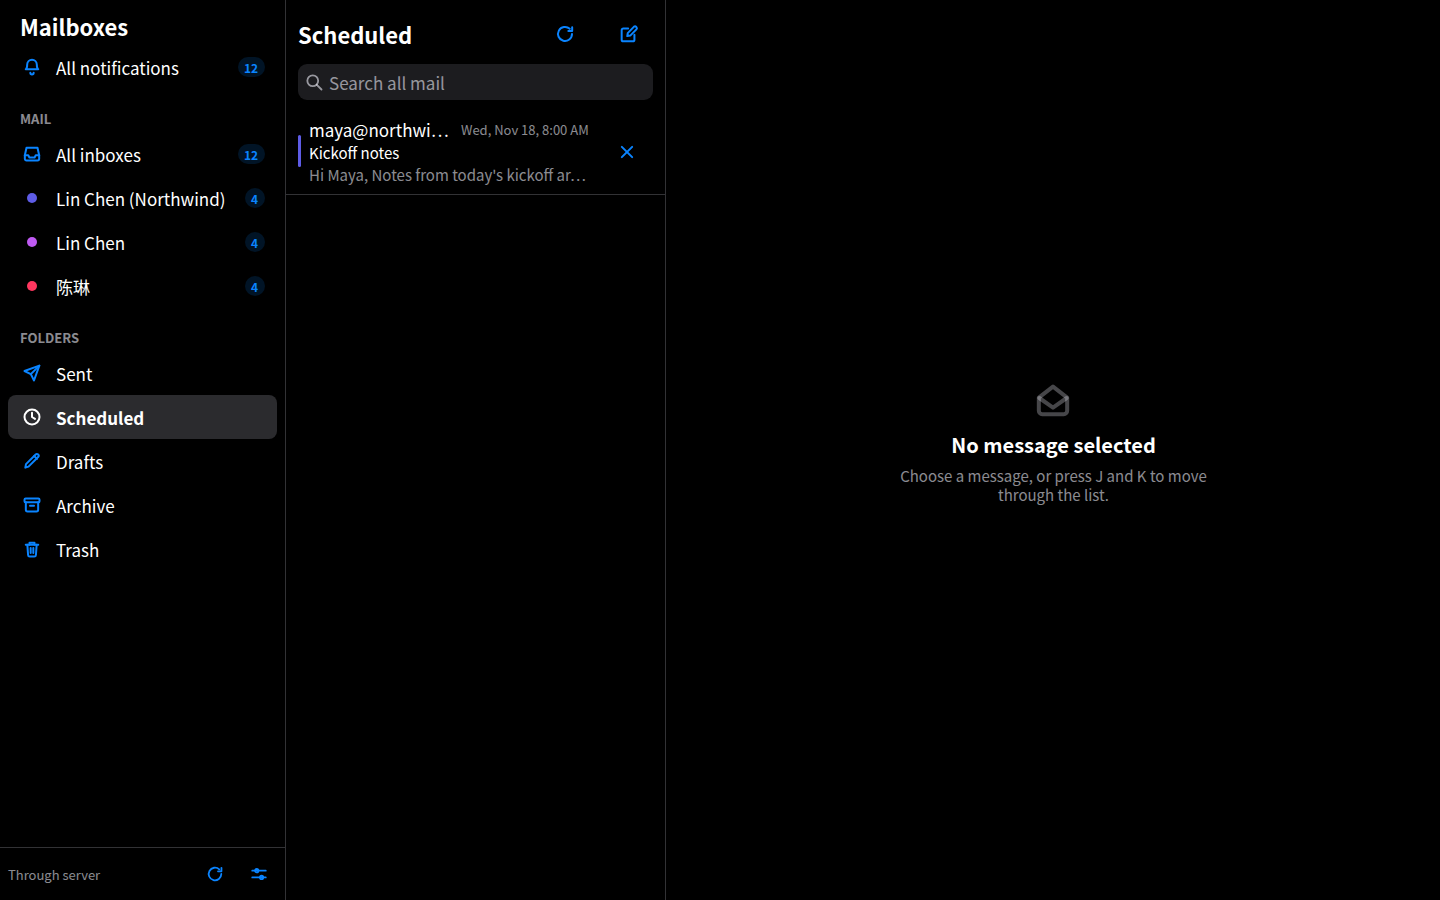 Mailboxes
All notifications 12
MAIL
All inboxes 12
Lin Chen (Northwind) 4
Lin Chen 4
陈琳 4
FOLDERS
Sent
Scheduled
Drafts
Archive
Trash
Through server
Scheduled
Search all mail
maya@northwi… Wed, Nov 18, 8:00 AM
Kickoff notes
Hi Maya, Notes from today's kickoff ar…
No message selected
Choose a message, or press J and K to move
through the list.